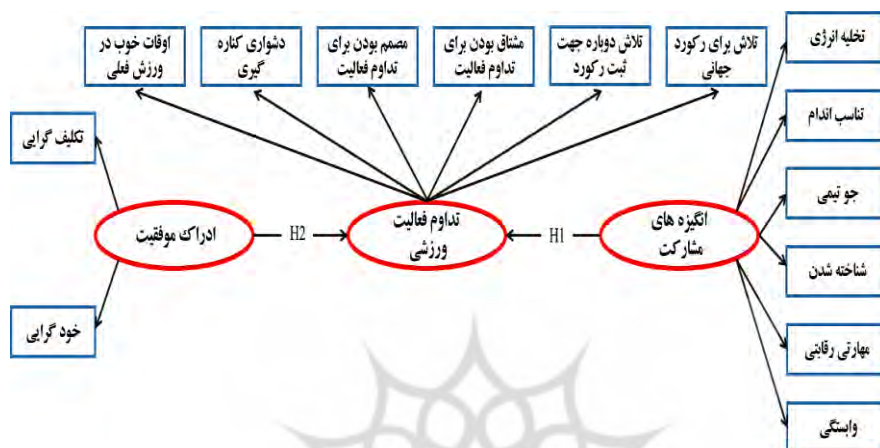 اوقات خوب در
ورزش فعلی
دشواری کناره
گیری
مصمم بودن برای
تداوم فعالیت
مشتاق بودن برای
تداوم فعالیت
تلاش دوباره جهت
ثبت رکورد
تلاش برای رکورد
جهانی
تخلیه انرژی
تناسب اندام
جو تیمی
شناخته شدن
مهارتی رقابتی
وابستگی
انگیزه های
مشارکت
H1
تداوم فعالیت
ورزشی
H2
ادراک موفقیت
تکلیف گرایی
خود گرایی